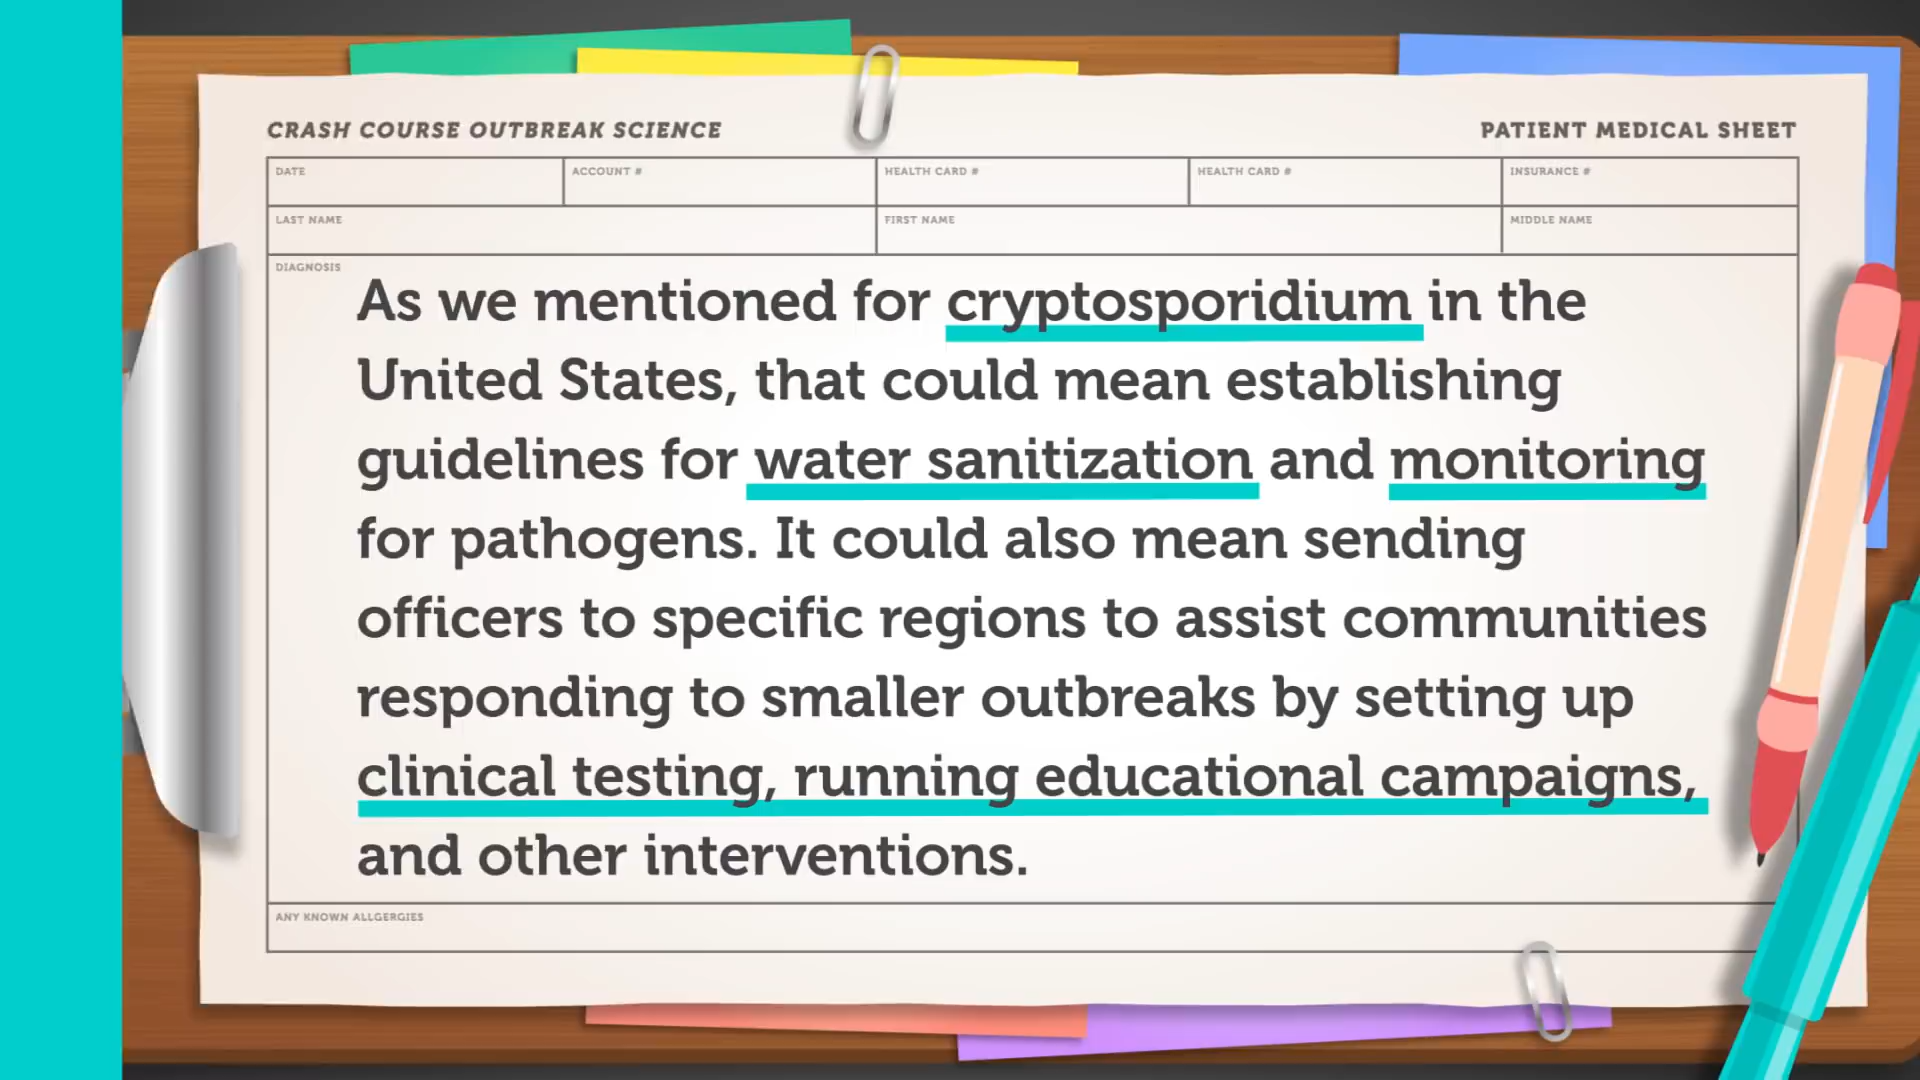 CRASH COURSE OUTBREAK SCIENCE
PATIENT MEDICAL SHEET
DATE
ACCOUNT #
HEALTH CARD #
HEALTH CARD #
INSURANCE #
LAST NAME
FIRST NAME
MIDDLE NAME
DIAGNOSIS
As we mentioned for cryptosporidium in the
United States, that could mean establishing
guidelines for water sanitization and monitoring
for pathogens. It could also mean sending
officers to specific regions to assist communities
responding to smaller outbreaks by setting up
clinical testing, running educational campaigns,
and other interventions.
ANY KNOWN ALLGERGIES